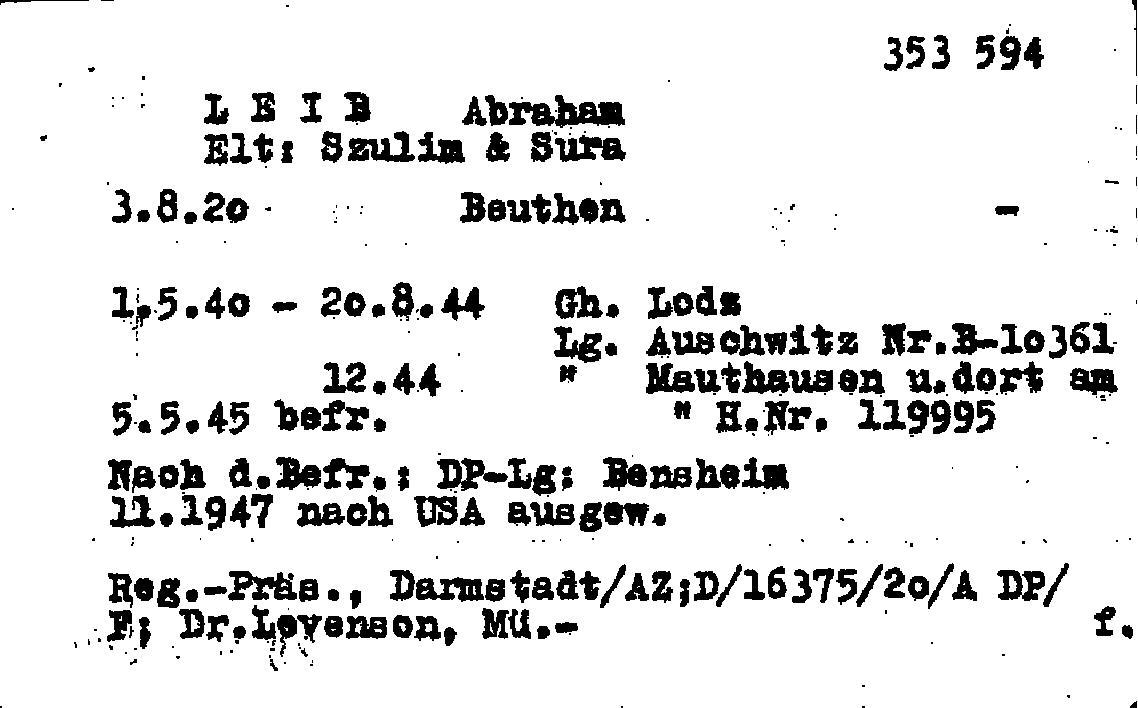 353 594
L E I B Abraham
Elt: Szulim & Sura
3.8.2o Beuthen -
1.5.4o - 2o.8.44 Gh. Lodz
Lg. Auschwitz Nr.B-1o361
12.44 " Mauthausen u.dort am
5.5.45 befr. " H.Nr. 119995
Nach d.Befr.: DP-Lg: Bensheim
11.1947 nach USA ausgew.
Reg.-Präs., Darmstadt/AZ;D/16375/2o/A DP/
F; Dr.Levenson, Mü.- f.